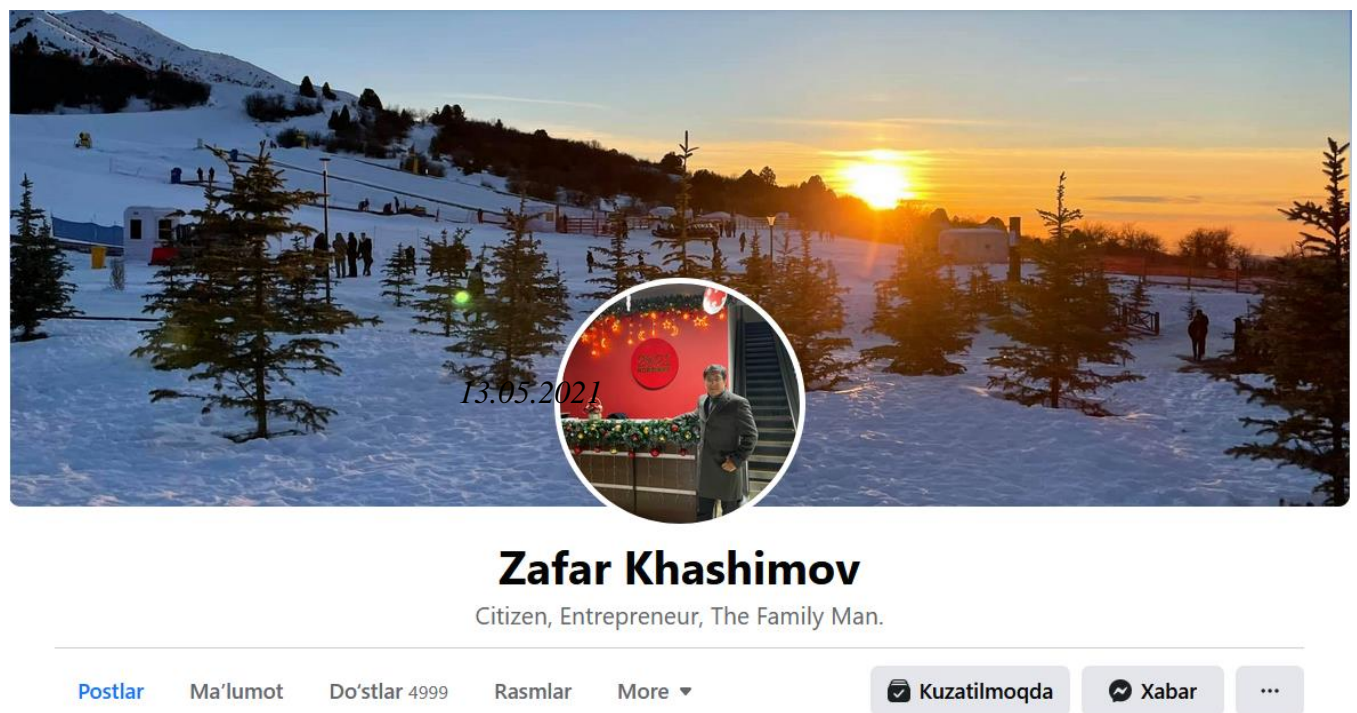 13.05.2021
Zafar Khashimov
Citizen, Entrepreneur, The Family Man.
Postlar Ma’lumot Do‘stlar 4999 Rasmlar More Kuzatilmoqda Xabar ...